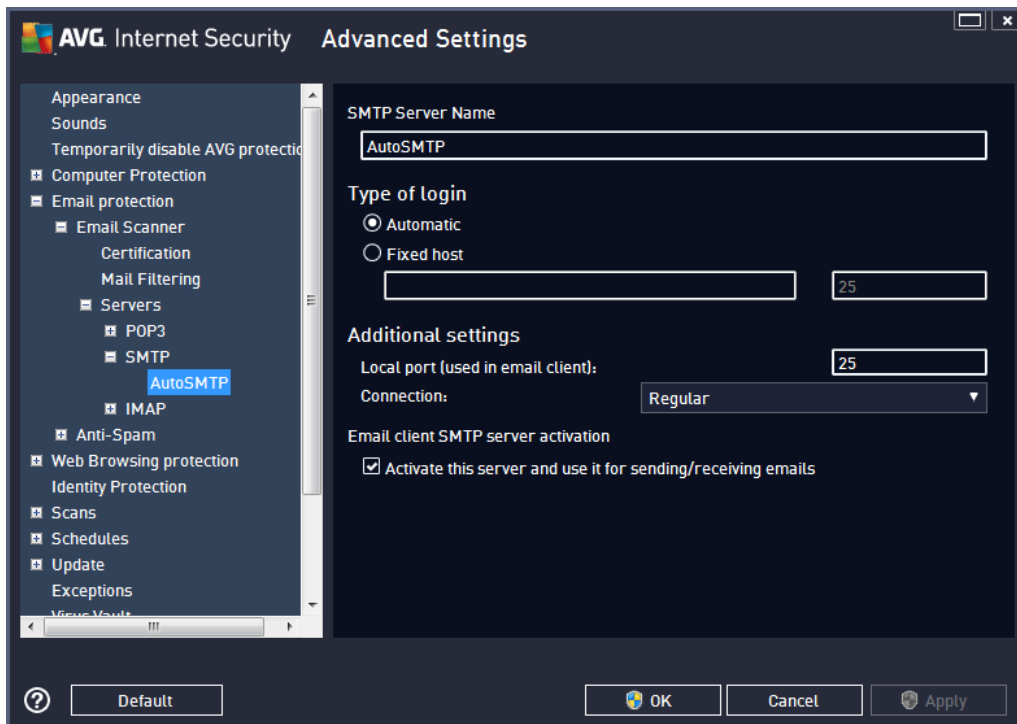 AVG. Internet Security Advanced Settings
Appearance
Sounds
Temporarily disable AVG protectio
Computer Protection
Email protection
Email Scanner
Certification
Mail Filtering
Servers
POP3
SMTP
AutoSMTP
IMAP
Anti-Spam
Web Browsing protection
Identity Protection
Scans
Schedules
Update
Exceptions
Virus Vault
SMTP Server Name
AutoSMTP
Type of login
Automatic
Fixed host
25
Additional settings
Local port (used in email client): 25
Connection: Regular
Email client SMTP server activation
Activate this server and use it for sending/receiving emails
? Default OK Cancel Apply